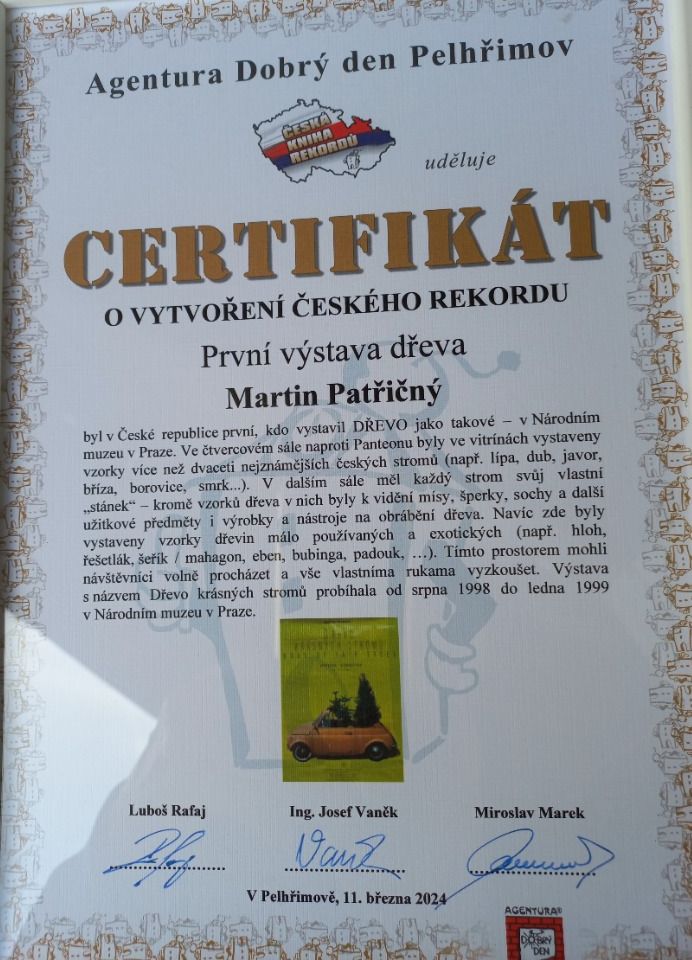 Agentura Dobrý den Pelhřimov
ČESKÁ
KNIHA
REKORDŮ
uděluje
CERTIFIKÁT
O VYTVOŘENÍ ČESKÉHO REKORDU
První výstava dřeva
Martin Patřičný
byl v České republice první, kdo vystavil DŘEVO jako takové – v Národním
muzeu v Praze. Ve čtvercovém sále naproti Panteonu byly ve vitrínách vystaveny
vzorky více než dvaceti nejznámějších českých stromů (např. lípa, dub, javor,
bříza, borovice, smrk...). V dalším sále měl každý strom svůj vlastní
„stánek“ – kromě vzorků dřeva v nich byly k vidění mísy, šperky, sochy a další
užitkové předměty i výrobky a nástroje na obrábění dřeva. Navíc zde byly
vystaveny vzorky dřevin málo používaných a exotických (např. hloh,
řešetlák, šeřík / mahagon, eben, bubinga, padouk, …). Tímto prostorem mohli
návštěvníci volně procházet a vše vlastníma rukama vyzkoušet. Výstava
s názvem Dřevo krásných stromů probíhala od srpna 1998 do ledna 1999
v Národním muzeu v Praze.
Luboš Rafaj Ing. Josef Vaněk Miroslav Marek
V Pelhřimově, 11. března 2024
AGENTURA®
DOBRÝ
DEN